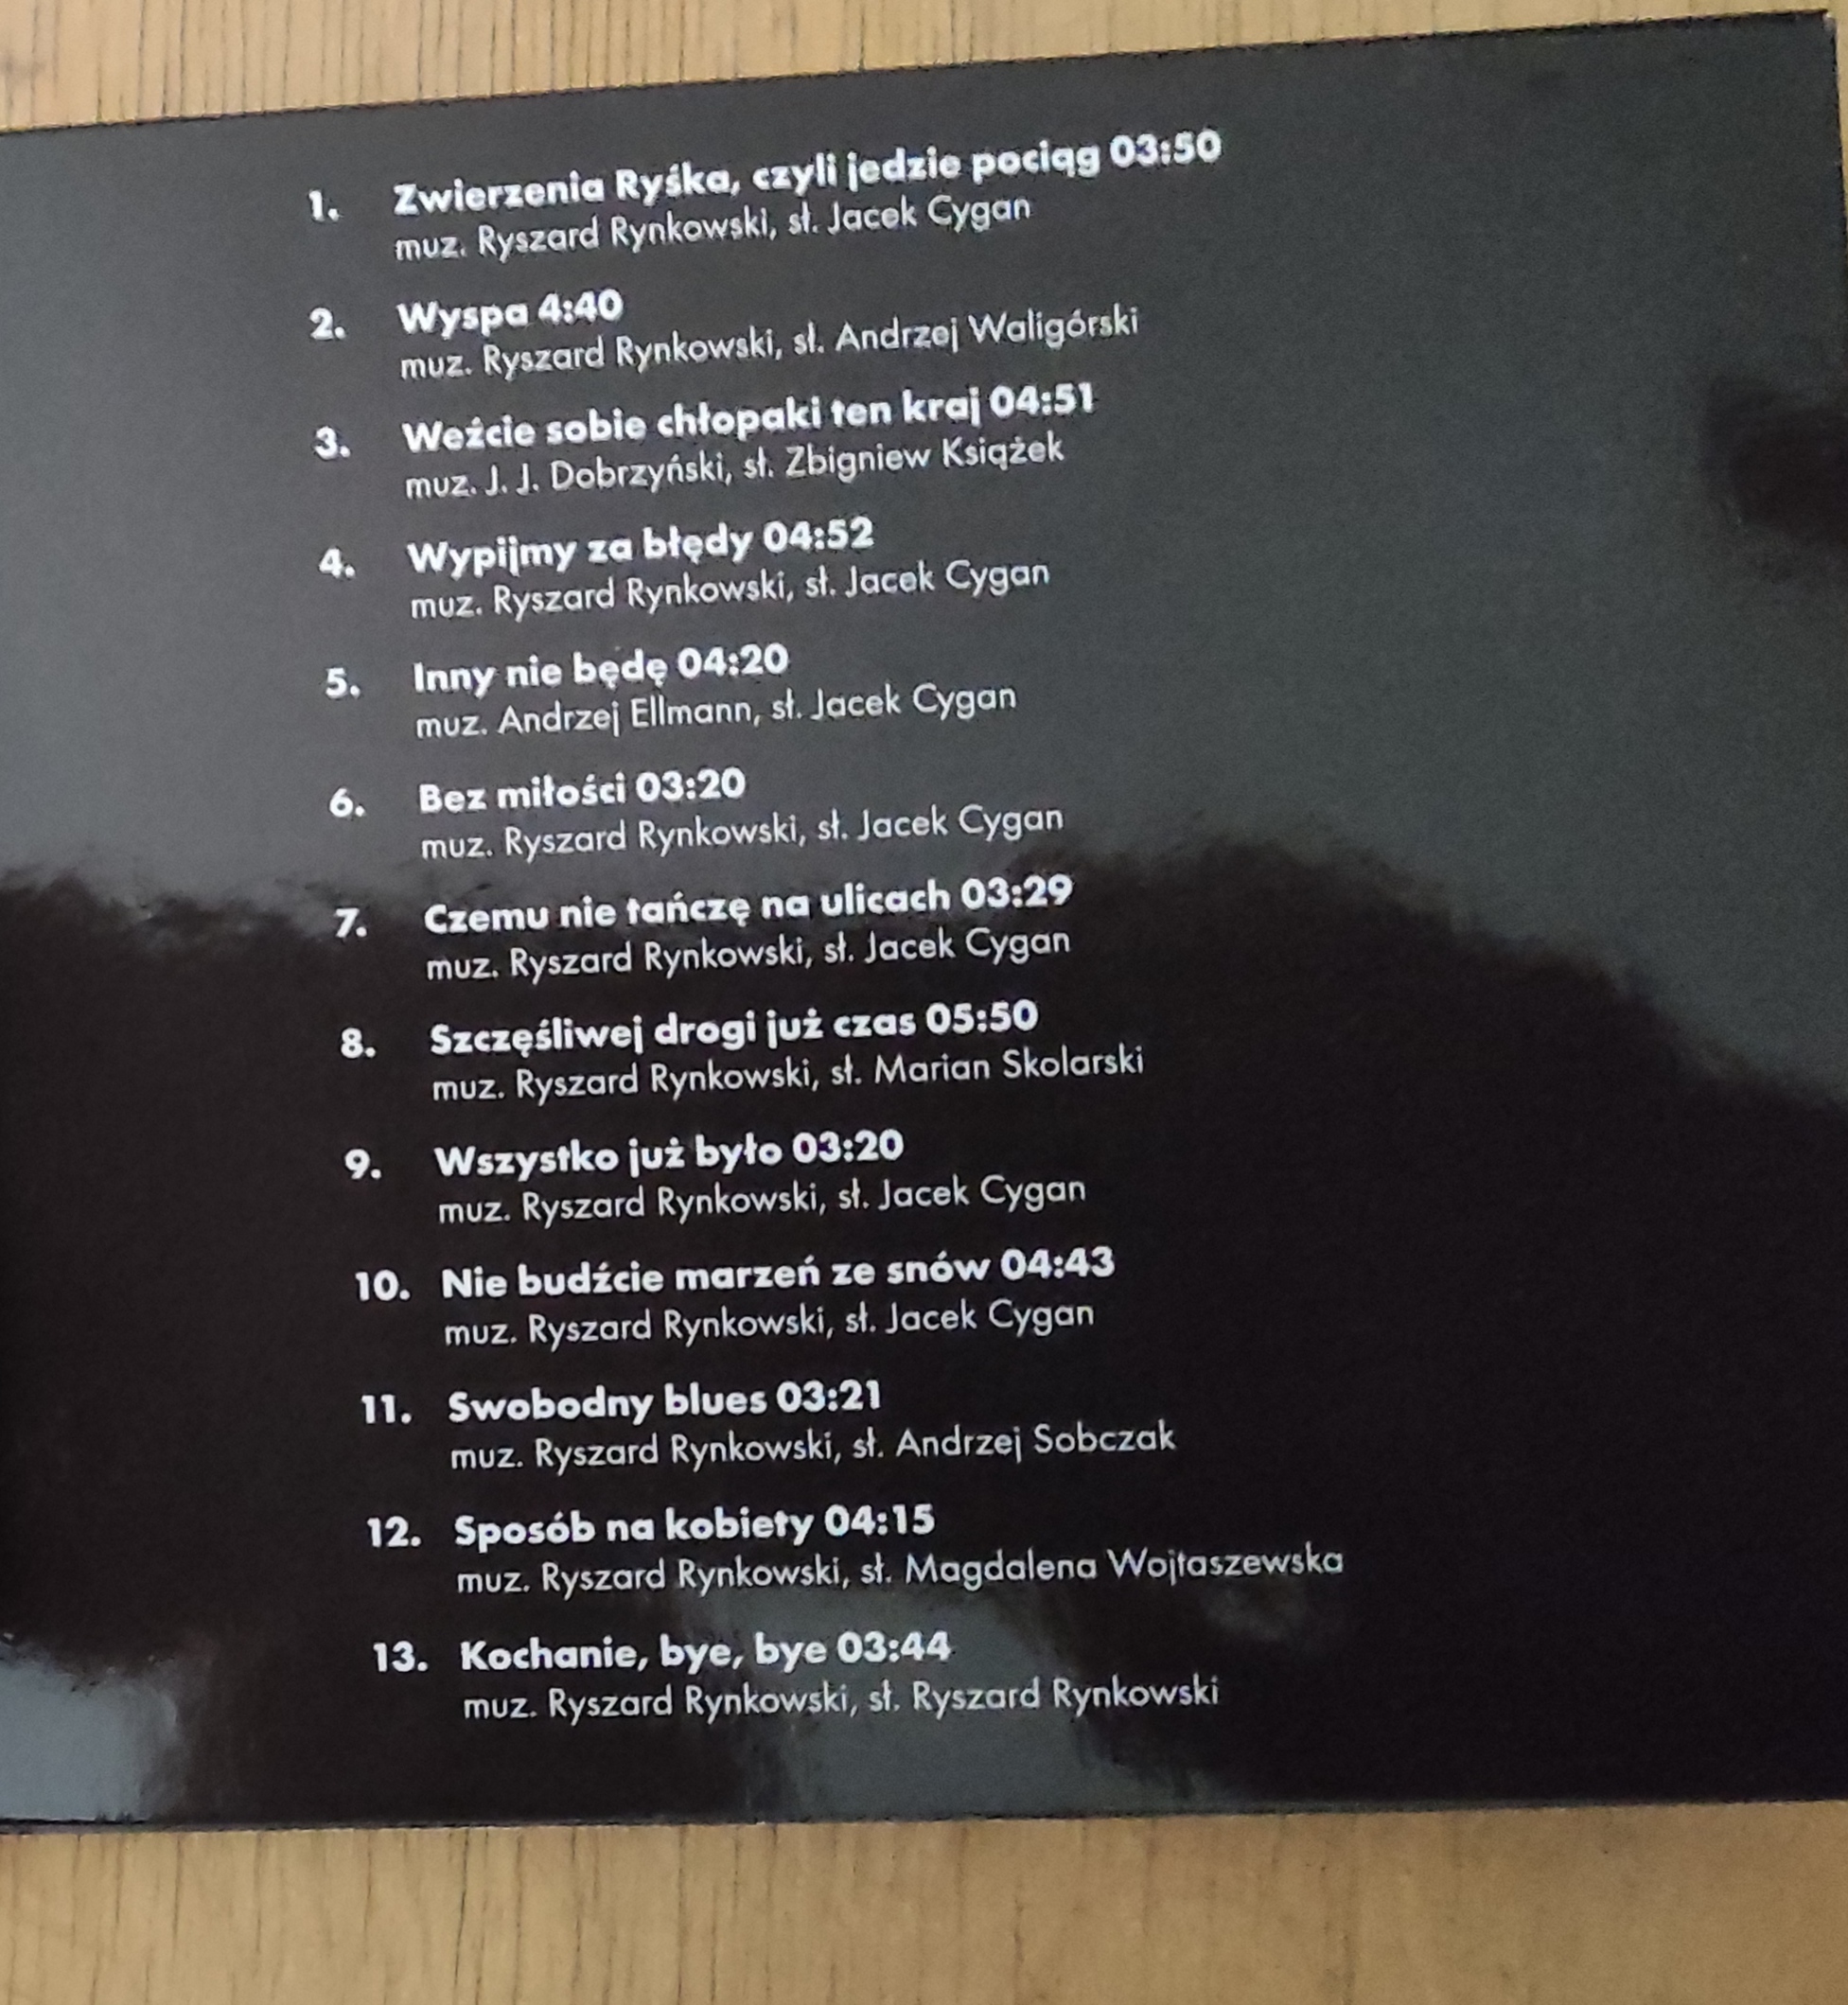 1. Zwierzenia Ryśka, czyli jedzie pociąg 03:50
muz. Ryszard Rynkowski, sł. Jacek Cygan
2. Wyspa 4:40
muz. Ryszard Rynkowski, sł. Andrzej Waligórski
3. Weźcie sobie chłopaki ten kraj 04:51
muz. J. J. Dobrzyński, sł. Zbigniew Książek
4. Wypijmy za błędy 04:52
muz. Ryszard Rynkowski, sł. Jacek Cygan
5. Inny nie będę 04:20
muz. Andrzej Ellmann, sł. Jacek Cygan
6. Bez miłości 03:20
muz. Ryszard Rynkowski, sł. Jacek Cygan
7. Czemu nie tańczę na ulicach 03:29
muz. Ryszard Rynkowski, sł. Jacek Cygan
8. Szczęśliwej drogi już czas 05:50
muz. Ryszard Rynkowski, sł. Marian Skolarski
9. Wszystko już było 03:20
muz. Ryszard Rynkowski, sł. Jacek Cygan
10. Nie budźcie marzeń ze snów 04:43
muz. Ryszard Rynkowski, sł. Jacek Cygan
11. Swobodny blues 03:21
muz. Ryszard Rynkowski, sł. Andrzej Sobczak
12. Sposób na kobiety 04:15
muz. Ryszard Rynkowski, sł. Magdalena Wojtaszewska
13. Kochanie, bye, bye 03:44
muz. Ryszard Rynkowski, sł. Ryszard Rynkowski